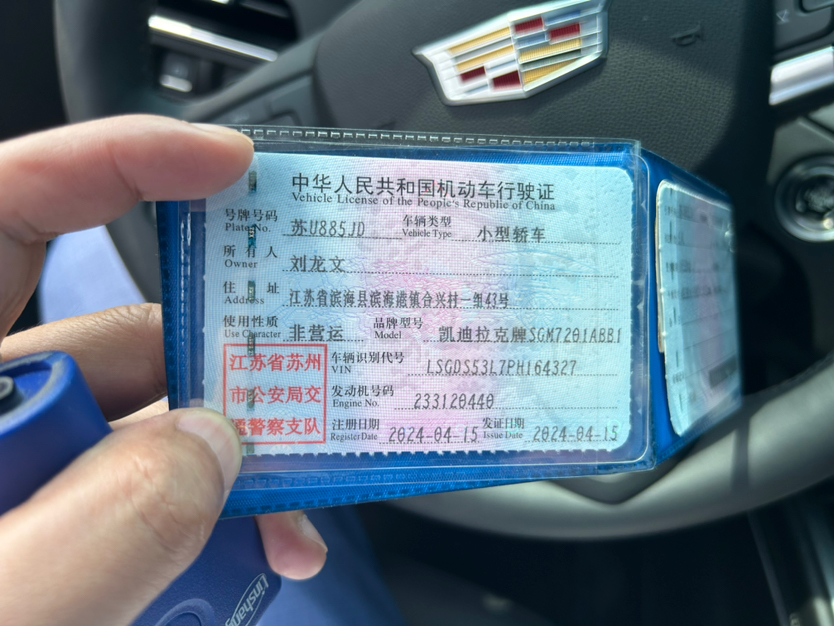 中华人民共和国机动车行驶证
Vehicle License of the People's Republic of China
号牌号码 苏U885JD 车辆类型 小型轿车
Plate No. Vehicle Type
所有人 刘龙文
Owner
住址 江苏省滨海县滨海港镇合兴村一组43号
Address
使用性质 非营运 品牌型号 凯迪拉克牌SGM7201ABB1
Use Character Model
江苏省苏州
市公安局交
通警察支队
车辆识别代号 LSGDS53L7PH164327
VIN
发动机号码 233120440
Engine No.
注册日期 2024-04-15 发证日期 2024-04-15
Register Date Issue Date
Linshang